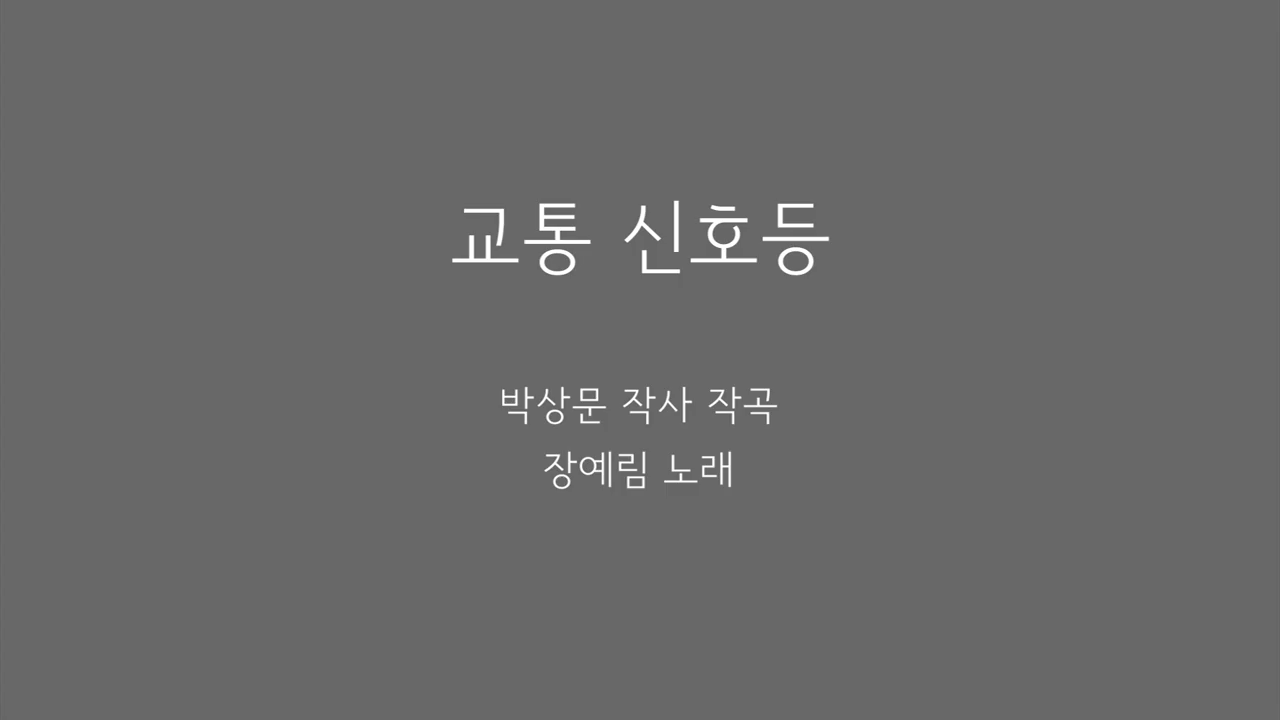 교통 신호등
박상문 작사 작곡
장예림 노래